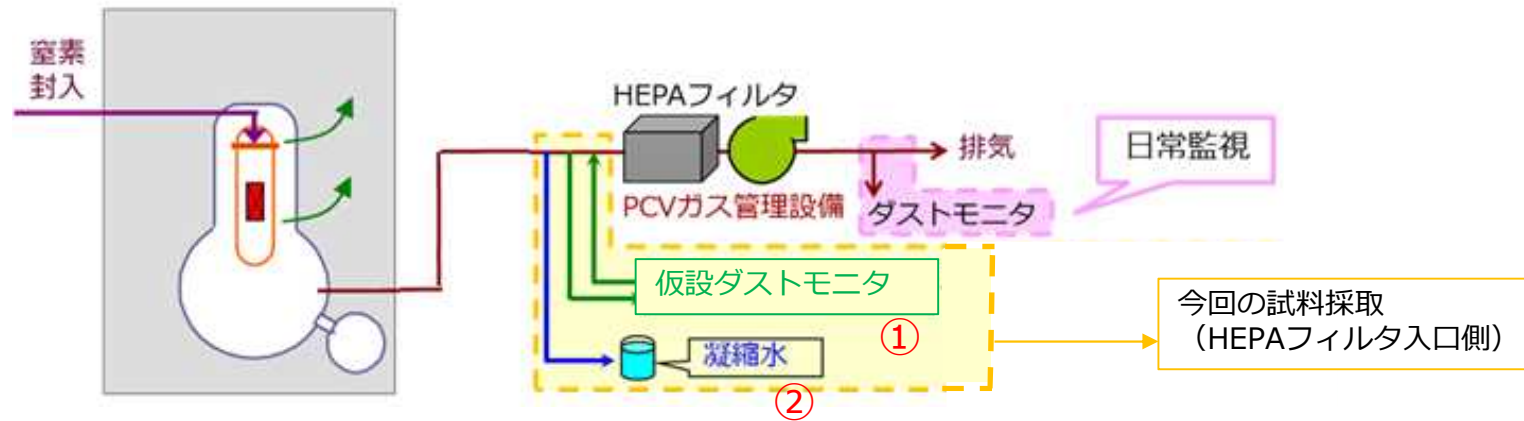 窒素
封入
HEPAフィルタ
排気
日常監視
PCVガス管理設備
ダストモニタ
仮設ダストモニタ
①
凝縮水
②
今回の試料採取
（HEPAフィルタ入口側）